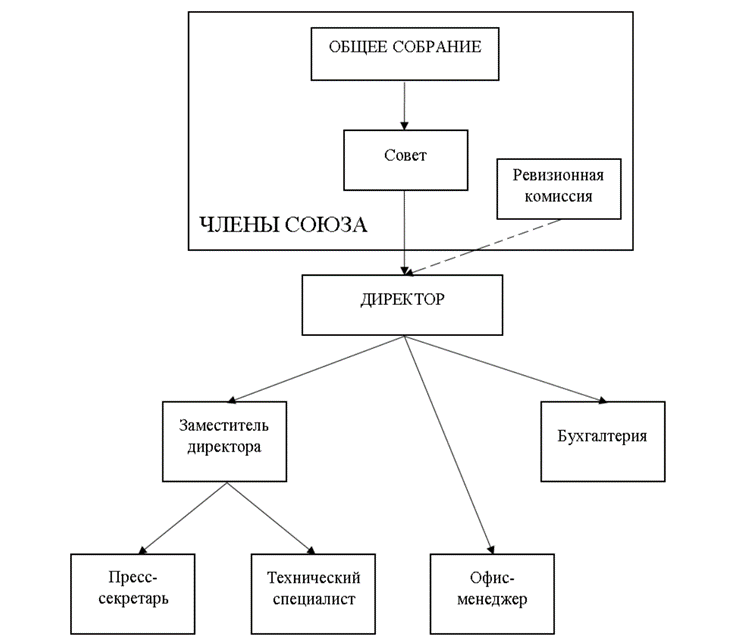 ОБЩЕЕ СОБРАНИЕ
Совет
Ревизионная
комиссия
ЧЛЕНЫ СОЮЗА
ДИРЕКТОР
Заместитель
директора
Бухгалтерия
Пресс-
секретарь
Технический
специалист
Офис-
менеджер